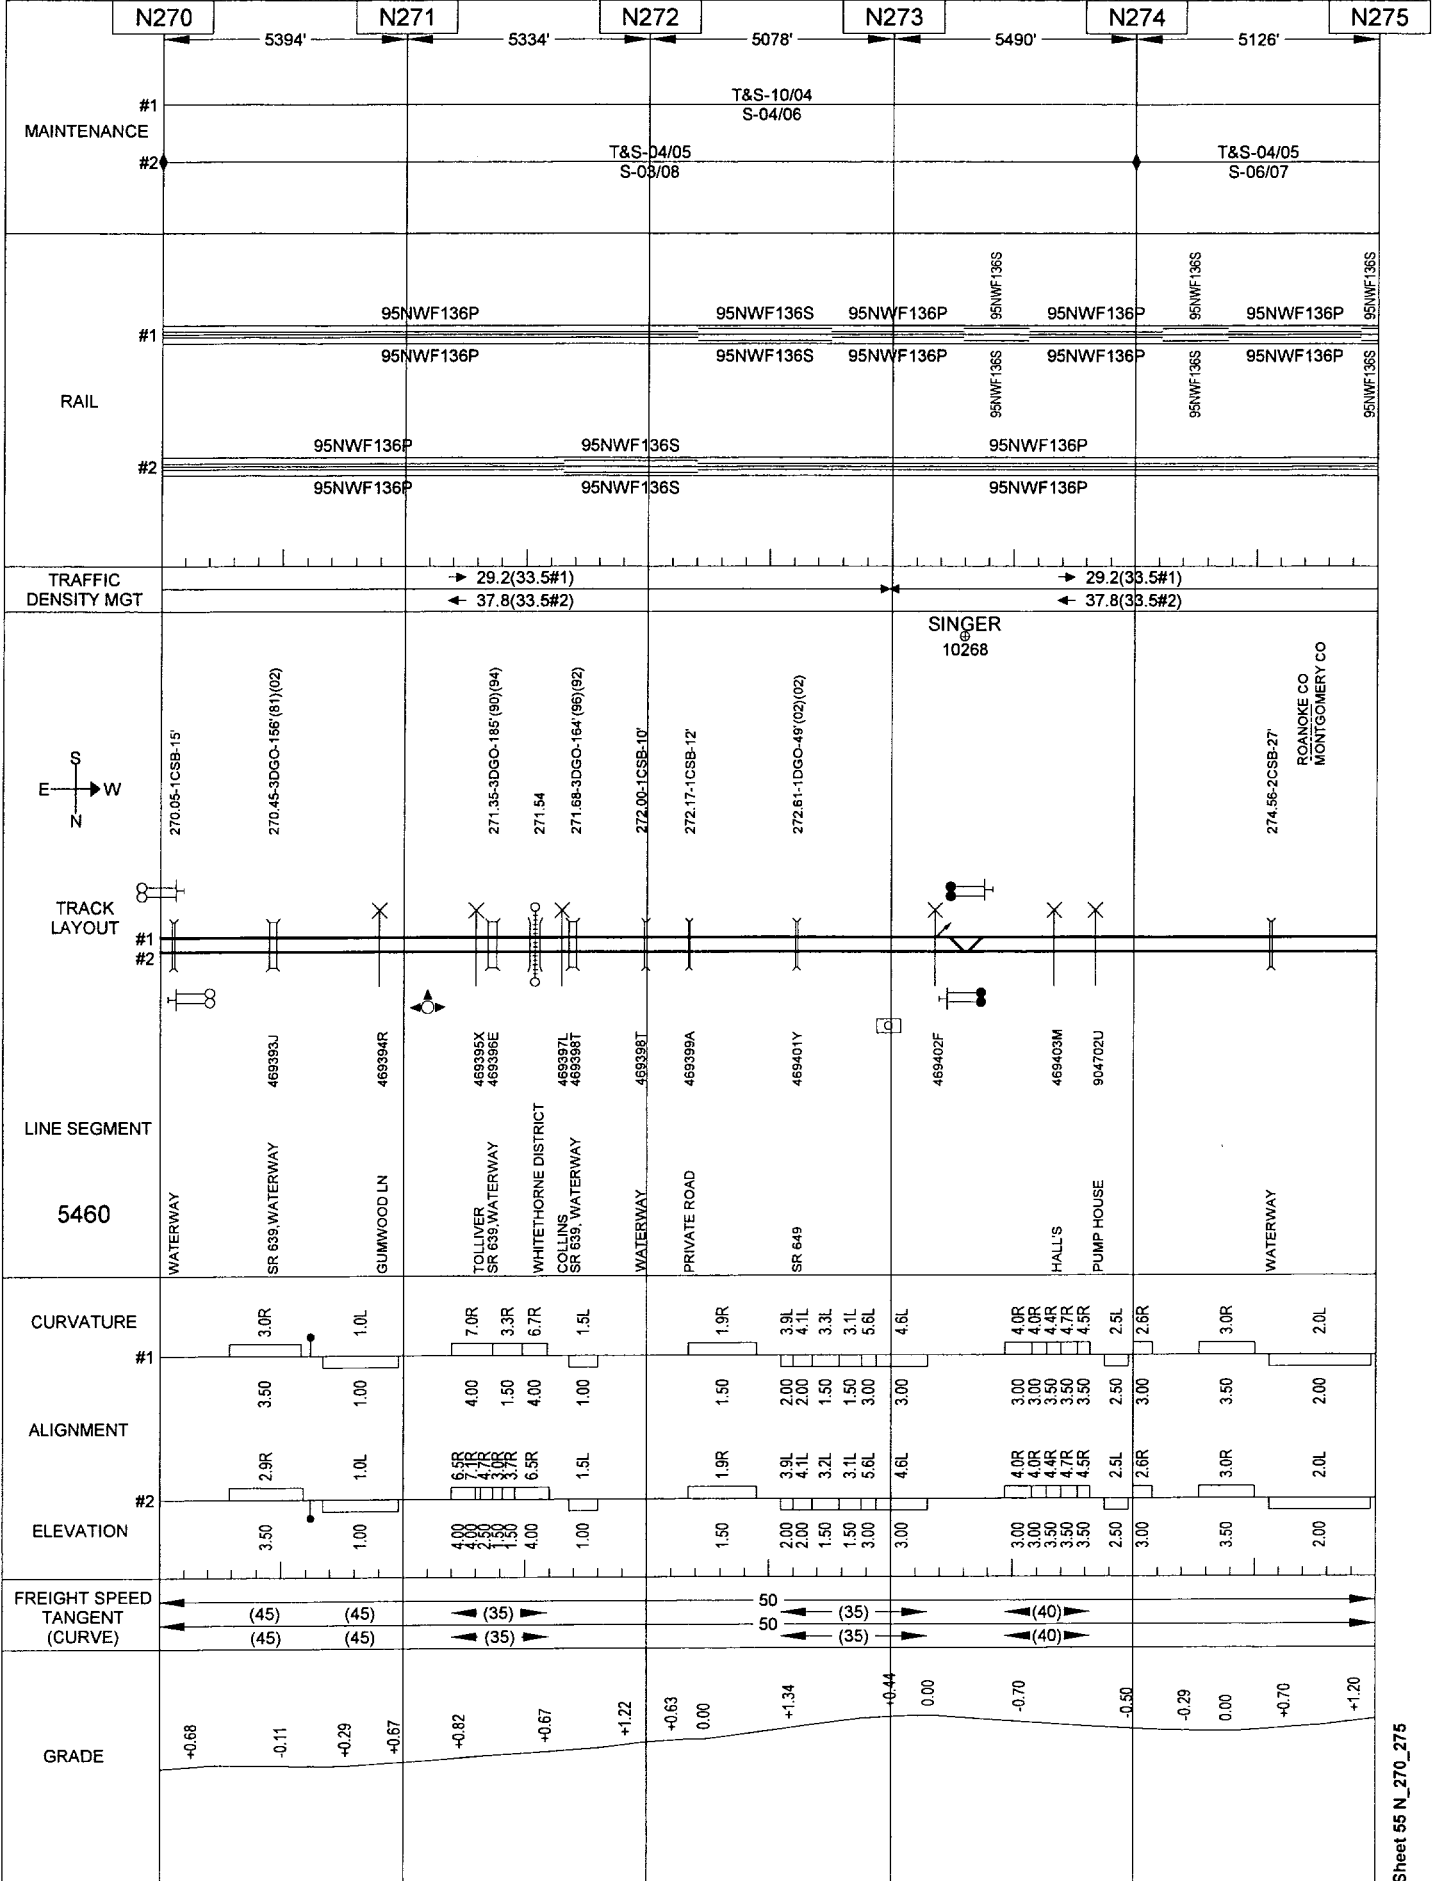 N270 N271 N272 N273 N274 N275
5394' 5334' 5078' 5490' 5126'
MAINTENANCE
#1
T&S-10/04
S-04/06
#2
T&S-04/05
S-03/08
T&S-04/05
S-06/07
RAIL
#1
95NWF136P 95NWF136S 95NWF136P 95NWF136S 95NWF136P 95NWF136S 95NWF136P 95NWF136S
95NWF136P 95NWF136S 95NWF136P 95NWF136S 95NWF136P 95NWF136S 95NWF136P 95NWF136S
#2
95NWF136P 95NWF136S 95NWF136P
95NWF136P 95NWF136S 95NWF136P
TRAFFIC
DENSITY MGT
29.2(33.5#1) 29.2(33.5#1)
37.8(33.5#2) 37.8(33.5#2)
SINGER
10268
S
E W
N
270.05-1CSB-15'
270.45-3DGO-156'(81)(02)
271.35-3DGO-185'(90)(94)
271.54
271.68-3DGO-164'(96)(92)
272.00-1CSB-10'
272.17-1CSB-12'
272.61-1DGO-49'(02)(02)
274.56-2CSB-27'
ROANOKE CO
MONTGOMERY CO
TRACK
LAYOUT
#1
#2
469393J
469394R
469395X
469396E
469397L
469398T
469398T
469399A
469401Y
469402F
469403M
904702U
LINE SEGMENT
5460
WATERWAY
SR 639,WATERWAY
GUMWOOD LN
TOLLIVER
SR 639,WATERWAY
WHITETHORNE DISTRICT
COLLINS
SR 639, WATERWAY
WATERWAY
PRIVATE ROAD
SR 649
HALL'S
PUMP HOUSE
WATERWAY
CURVATURE
3.0R 1.0L 7.0R 3.3R 6.7R 1.5L 1.9R 3.9L 4.1L 3.3L 3.1L 5.6L 4.6L 4.0R 4.0R 4.4R 4.7R 4.5R 2.5L 2.6R 3.0R 2.0L
#1
3.50 1.00 4.00 1.50 4.00 1.00 1.50 2.00 2.00 1.50 1.50 3.00 3.00 3.00 3.00 3.50 3.50 3.50 2.50 3.00 3.50 2.00
ALIGNMENT
2.9R 1.0L 6.5R 7.1R 4.7R 3.0R 3.7R 6.5R 1.5L 1.9R 3.9L 4.1L 3.2L 3.1L 5.6L 4.6L 4.0R 4.0R 4.4R 4.7R 4.5R 2.5L 2.6R 3.0R 2.0L
#2
ELEVATION
3.50 1.00 4.00 4.00 2.50 1.50 1.50 4.00 1.00 1.50 2.00 2.00 1.50 1.50 3.00 3.00 3.00 3.00 3.50 3.50 3.50 2.50 3.00 3.50 2.00
FREIGHT SPEED
TANGENT
(CURVE)
50
(45) (45) (35) (35) (40)
50
(45) (45) (35) (35) (40)
GRADE
+0.68 -0.11 +0.29 +0.67 +0.82 +0.67 +1.22 +0.63 0.00 +1.34 +0.44 0.00 -0.70 -0.50 -0.29 0.00 +0.70 +1.20
Sheet 55 N_270_275